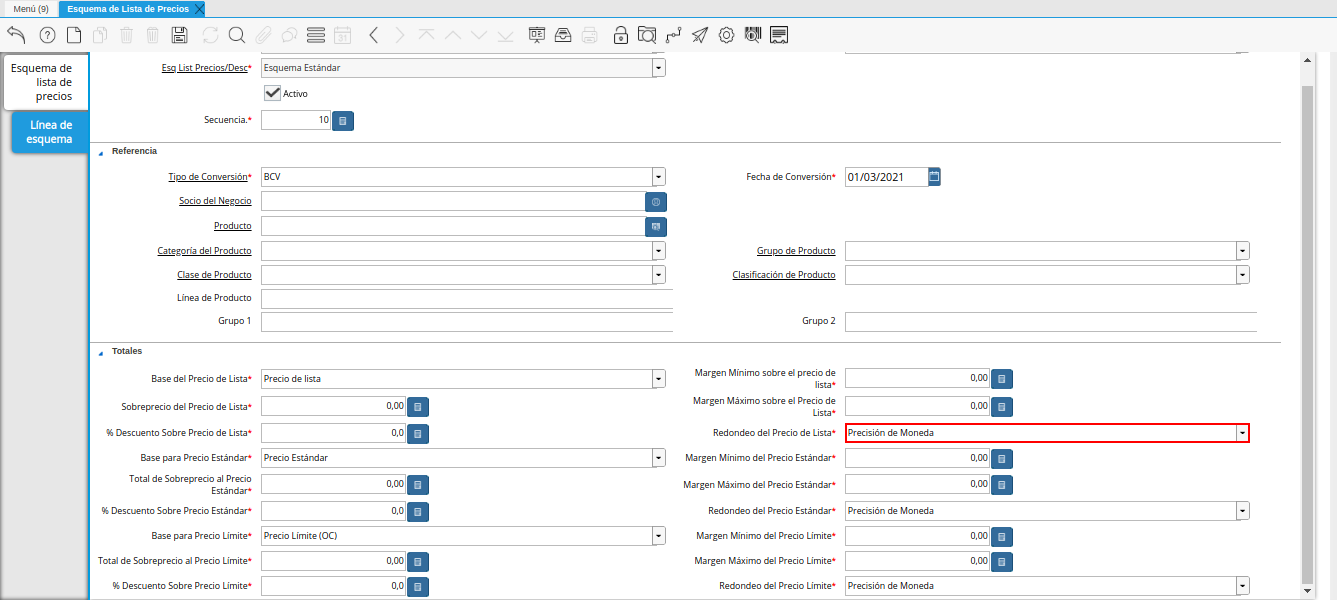 Menú (9)
Esquema de Lista de Precios
Esquema de
lista de
precios
Línea de
esquema
Esq List Precios/Desc* Esquema Estándar
Activo
Secuencia.* 10
Referencia
Tipo de Conversión* BCV Fecha de Conversión* 01/03/2021
Socio del Negocio
Producto
Categoría del Producto Grupo de Producto
Clase de Producto Clasificación de Producto
Línea de Producto
Grupo 1 Grupo 2
Totales
Base del Precio de Lista* Precio de lista Margen Mínimo sobre el precio de
lista* 0,00
Sobreprecio del Precio de Lista* 0,00 Margen Máximo sobre el Precio de
Lista* 0,00
% Descuento Sobre Precio de Lista* 0,0 Redondeo del Precio de Lista* Precisión de Moneda
Base para Precio Estándar* Precio Estándar Margen Mínimo del Precio Estándar* 0,00
Total de Sobreprecio al Precio
Estándar* 0,00 Margen Máximo del Precio Estándar* 0,00
% Descuento Sobre Precio Estándar* 0,0 Redondeo del Precio Estándar* Precisión de Moneda
Base para Precio Límite* Precio Límite (OC) Margen Mínimo del Precio Límite* 0,00
Total de Sobreprecio al Precio Límite* 0,00 Margen Máximo del Precio Límite* 0,00
% Descuento Sobre Precio Límite* 0,0 Redondeo del Precio Límite* Precisión de Moneda